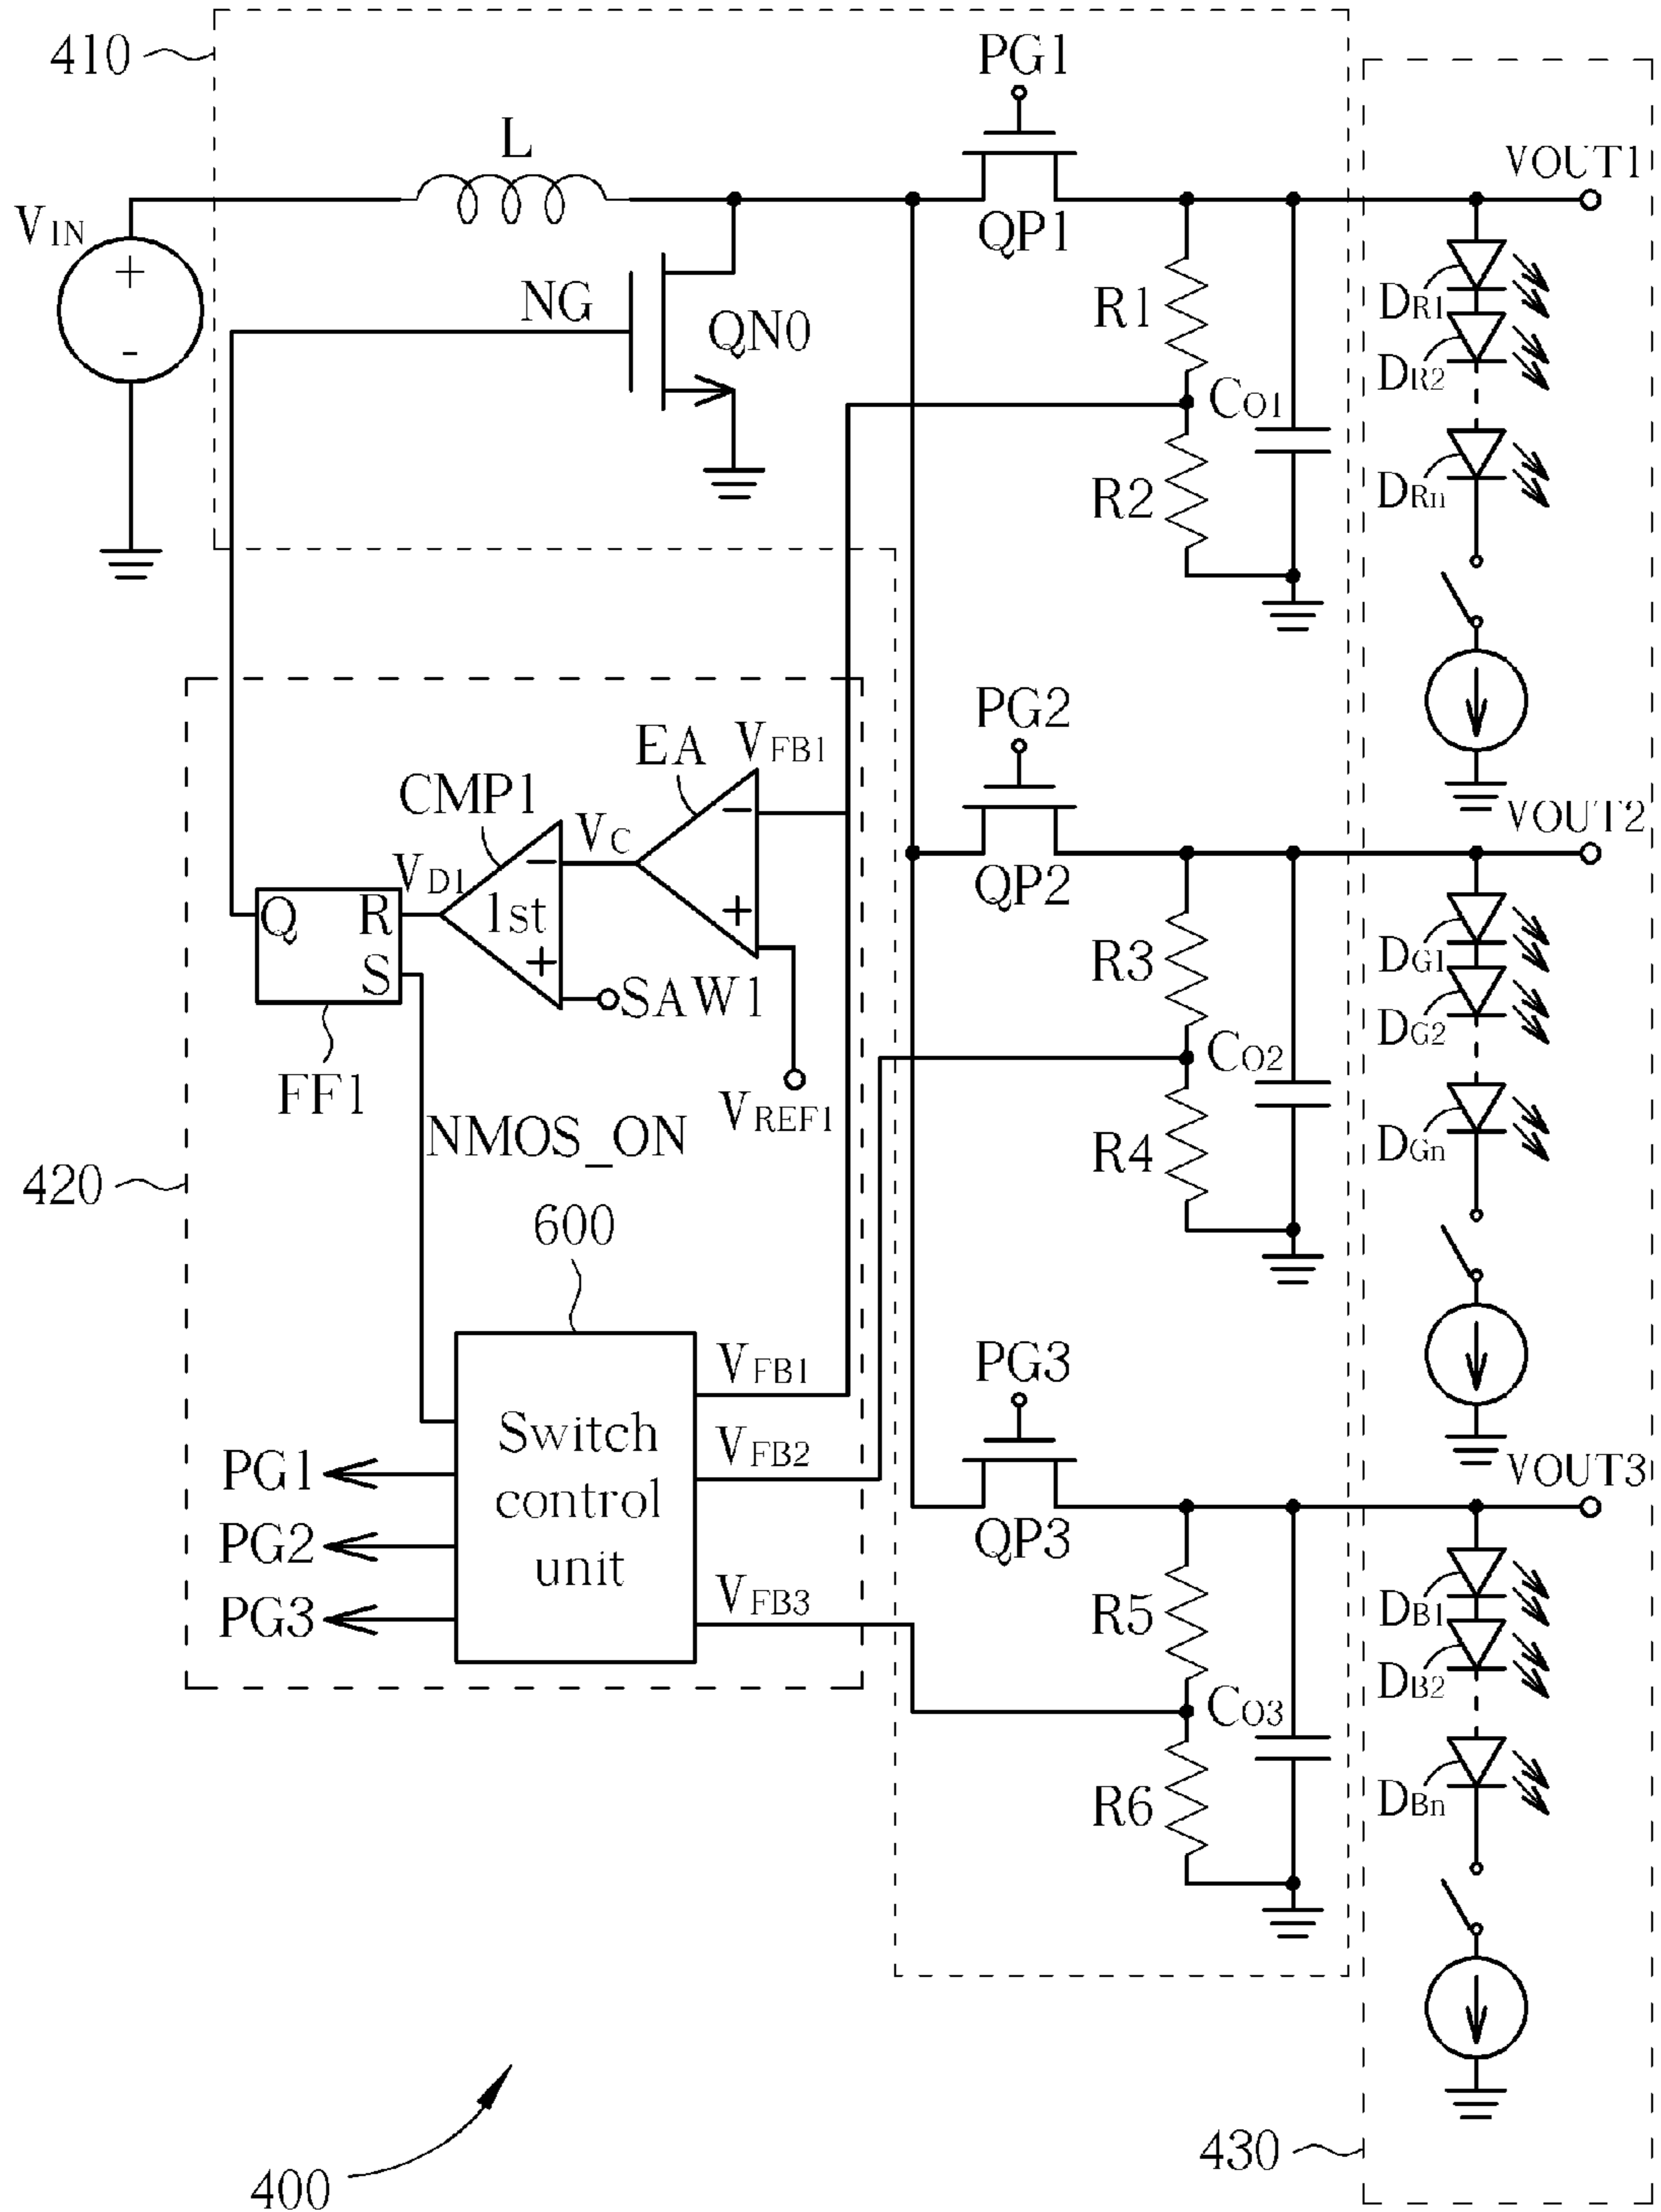 410
PG1
L
VOUT1
VIN
+
-
QP1
NG
QN0
R1
DR1
DR2
CO1
R2
DRn
PG2
EA
VFB1
CMP1
VC
VOUT2
VD1
-
-
QP2
Q
R
1st
+
S
+
R3
DG1
SAW1
DG2
CO2
FF1
VREF1
NMOS_ON
R4
DGn
420
600
PG3
VFB1
Switch
control
unit
VFB2
VOUT3
PG1
PG2
QP3
PG3
VFB3
R5
DB1
DB2
CO3
R6
DBn
430
400